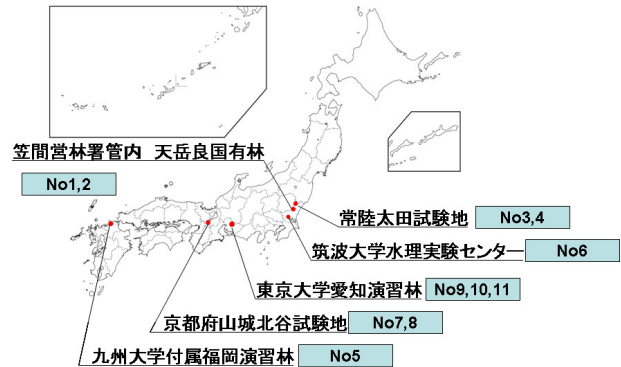 笠間営林署管内 天岳良国有林
No1,2
常陸太田試験地 No3,4
筑波大学水理実験センター No6
東京大学愛知演習林 No9,10,11
京都府山城北谷試験地 No7,8
九州大学付属福岡演習林 No5